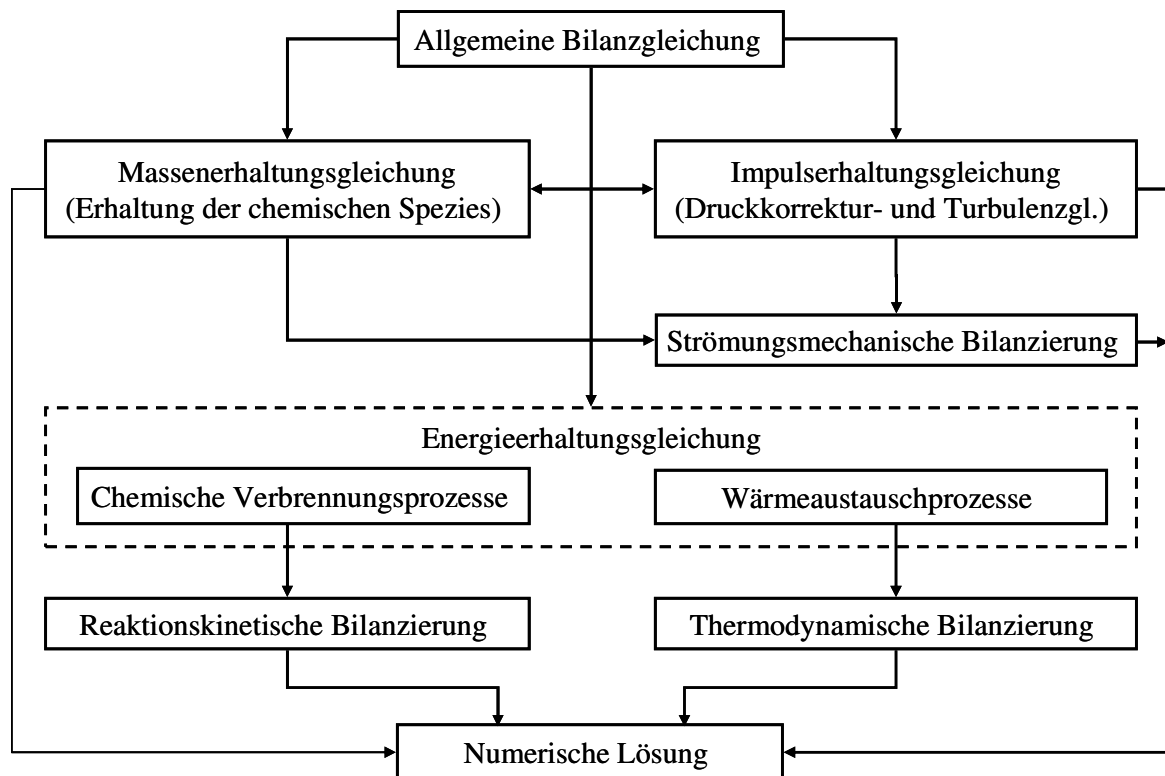 Allgemeine Bilanzgleichung
Massenerhaltungsgleichung
(Erhaltung der chemischen Spezies)
Impulserhaltungsgleichung
(Druckkorrektur- und Turbulenzgl.)
Strömungsmechanische Bilanzierung
Energieerhaltungsgleichung
Chemische Verbrennungsprozesse
Wärmeaustauschprozesse
Reaktionskinetische Bilanzierung
Thermodynamische Bilanzierung
Numerische Lösung